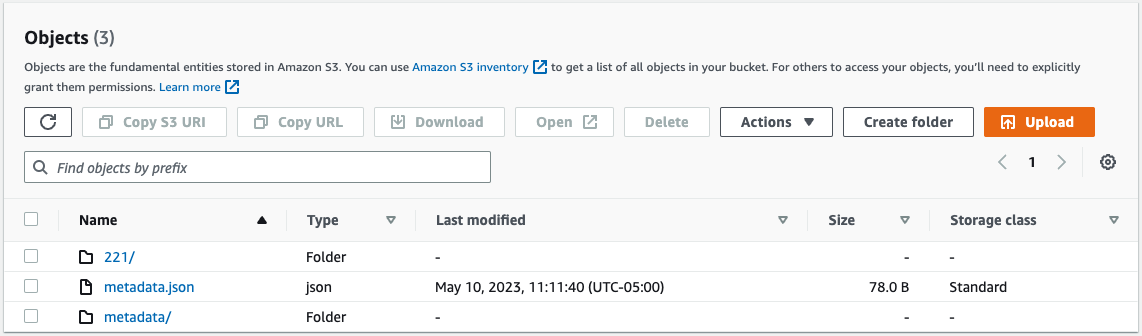 Objects (3)
Objects are the fundamental entities stored in Amazon S3. You can use Amazon S3 inventory to get a list of all objects in your bucket. For others to access your objects, you'll need to explicitly
grant them permissions. Learn more
Copy S3 URI Copy URL Download Open Delete Actions Create folder Upload
Find objects by prefix 1
Name Type Last modified Size Storage class
221/ Folder - - -
metadata.json json May 10, 2023, 11:11:40 (UTC-05:00) 78.0 B Standard
metadata/ Folder - - -